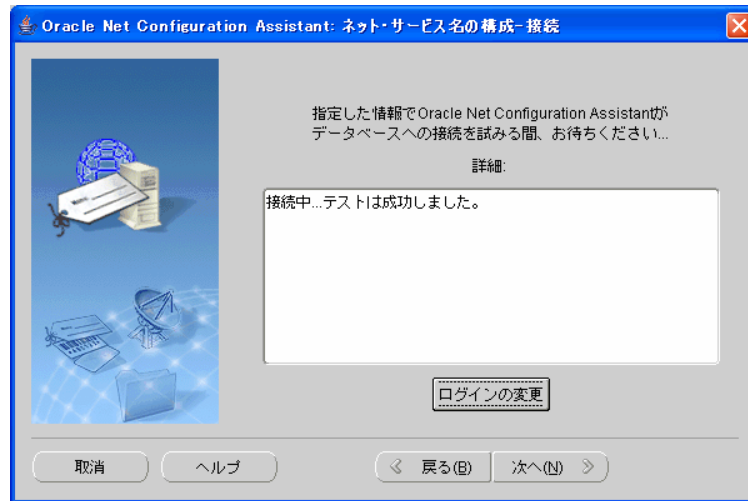 Oracle Net Configuration Assistant: ネット・サービス名の構成-接続
指定した情報でOracle Net Configuration Assistantが
データベースへの接続を試みる間、お待ちください...
詳細:
接続中...テストは成功しました。
ログインの変更
取消
ヘルプ
戻る(B)
次へ(N)